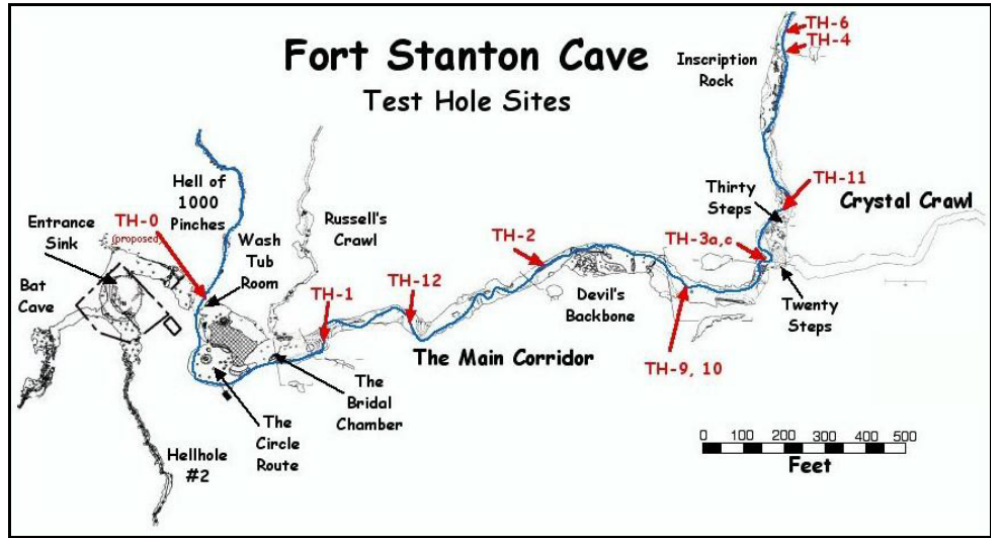 Fort Stanton Cave
Test Hole Sites
TH-6
TH-4
Inscription
Rock
Hell of
1000
Pinches
TH-11
Thirty
Steps
Crystal Crawl
Entrance
Sink
TH-0
(proposed)
Russell's
Crawl
Wash
Tub
Room
TH-2
TH-3a,c
Bat
Cave
TH-1
TH-12
Devil's
Backbone
Twenty
Steps
The Main Corridor
TH-9, 10
The
Bridal
Chamber
The
Circle
Route
Hellhole
#2
0 100 200 300 400 500
Feet